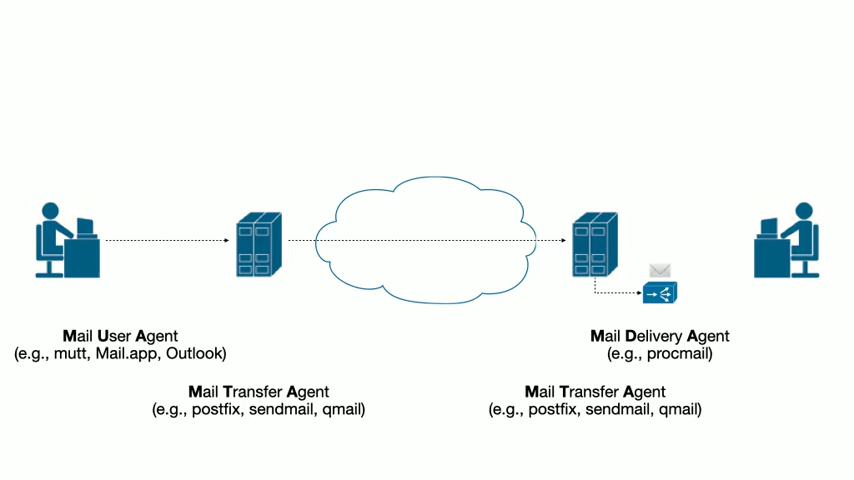 Mail User Agent
(e.g., mutt, Mail.app, Outlook)
Mail Delivery Agent
(e.g., procmail)
Mail Transfer Agent
(e.g., postfix, sendmail, qmail)
Mail Transfer Agent
(e.g., postfix, sendmail, qmail)